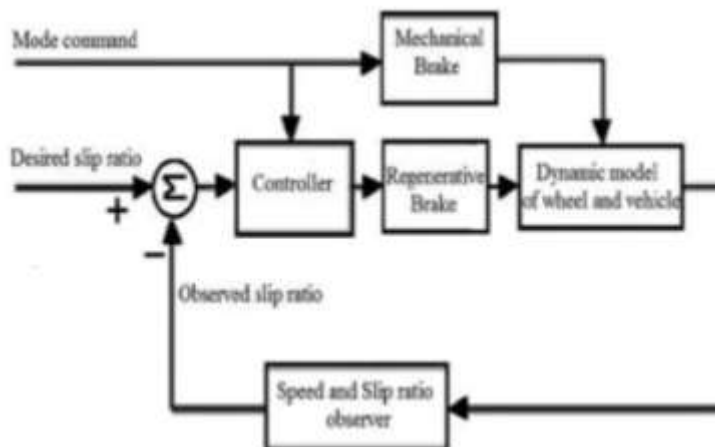 Mode command
Mechanical
Brake
Desired slip ratio
Σ
Controller
Regenerative
Brake
Dynamic model
of wheel and vehicle
+
−
Observed slip ratio
Speed and Slip ratio
observer